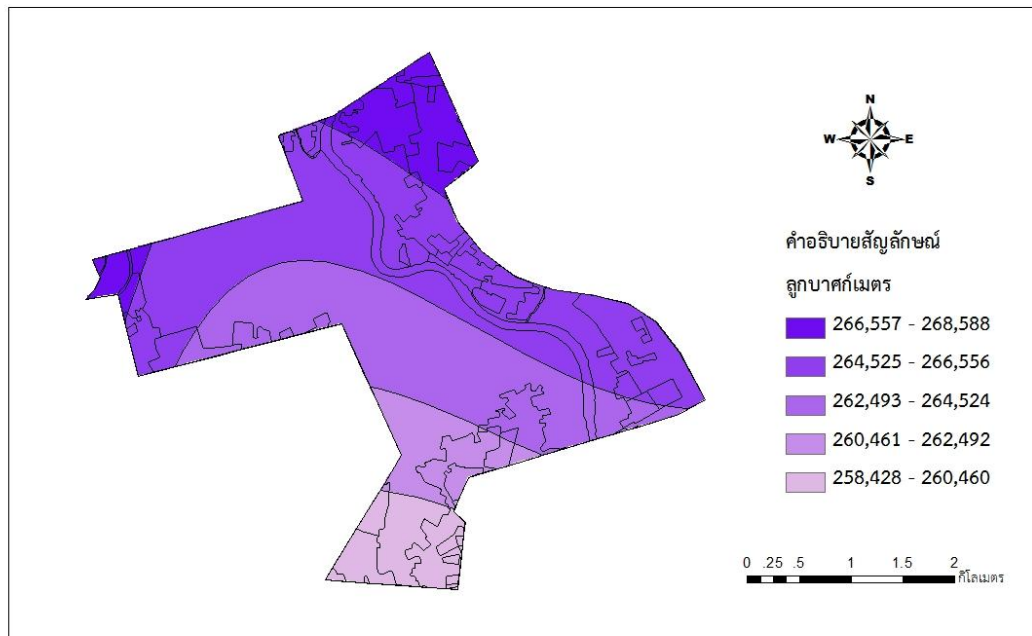 N
W E
S
คำอธิบายสัญลักษณ์
ลูกบาศก์เมตร
266,557 - 268,588
264,525 - 266,556
262,493 - 264,524
260,461 - 262,492
258,428 - 260,460
0 .25 .5 1 1.5 2
กิโลเมตร